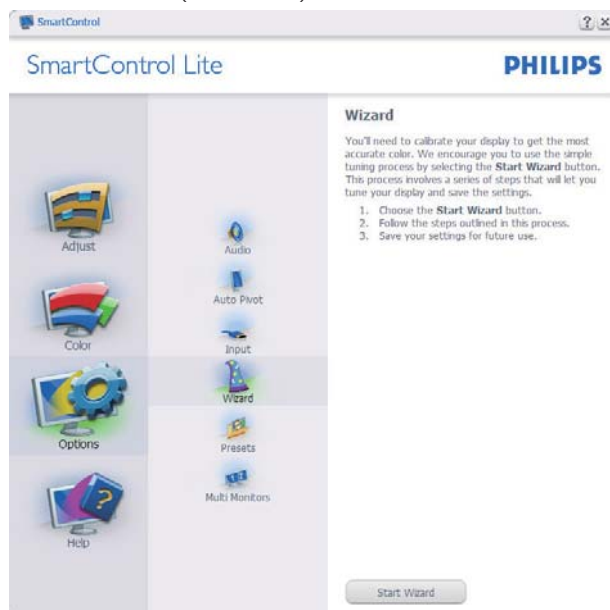 SmartControl
? x
SmartControl Lite
PHILIPS
Adjust
Color
Options
Help
Audio
Auto Pivot
Input
Wizard
Presets
Multi Monitors
Wizard
You'll need to calibrate your display to get the most
accurate color. We encourage you to use the simple
tuning process by selecting the Start Wizard button.
This process involves a series of steps that will let you
tune your display and save the settings.
1. Choose the Start Wizard button.
2. Follow the steps outlined in this process.
3. Save your settings for future use.
Start Wizard